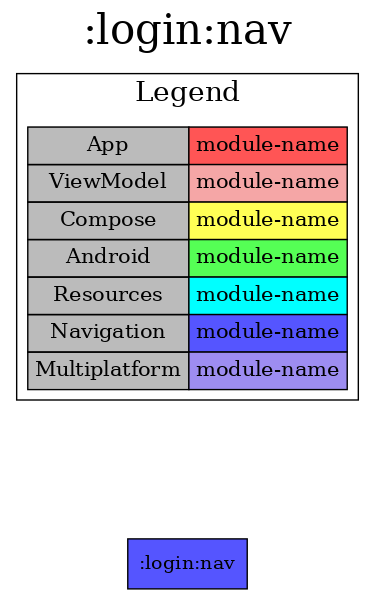 :login:nav
Legend
App module-name
ViewModel module-name
Compose module-name
Android module-name
Resources module-name
Navigation module-name
Multiplatform module-name
:login:nav